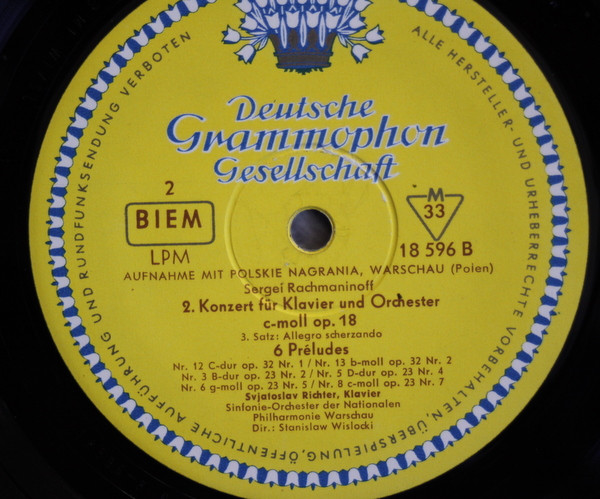 Deutsche
Grammophon
Gesellschaft
2
BIEM
LPM
M
33
18 596 B
AUFNAHME MIT POLSKIE NAGRANIA, WARSCHAU (Polen)
Sergei Rachmaninoff
2. Konzert für Klavier und Orchester
c-moll op. 18
3. Satz: Allegro scherzando
6 Préludes
Nr. 12 C-dur op. 32 Nr. 1 / Nr. 13 b-moll op. 32 Nr. 2
Nr. 3 B-dur op. 23 Nr. 2 / Nr. 5 D-dur op. 23 Nr. 4
Nr. 6 g-moll op. 23 Nr. 5 / Nr. 8 c-moll op. 23 Nr. 7
Svjatoslav Richter, Klavier
Sinfonie-Orchester der Nationalen
Philharmonie Warschau
Dir.: Stanislaw Wislocki
ALLE HERSTELLER- UND URHEBERRECHTE VORBEHALTEN, ÜBERSPIELUNG, ÖFFENTLICHE AUFFÜHRUNG UND RUNDFUNKSENDUNG VERBOTEN